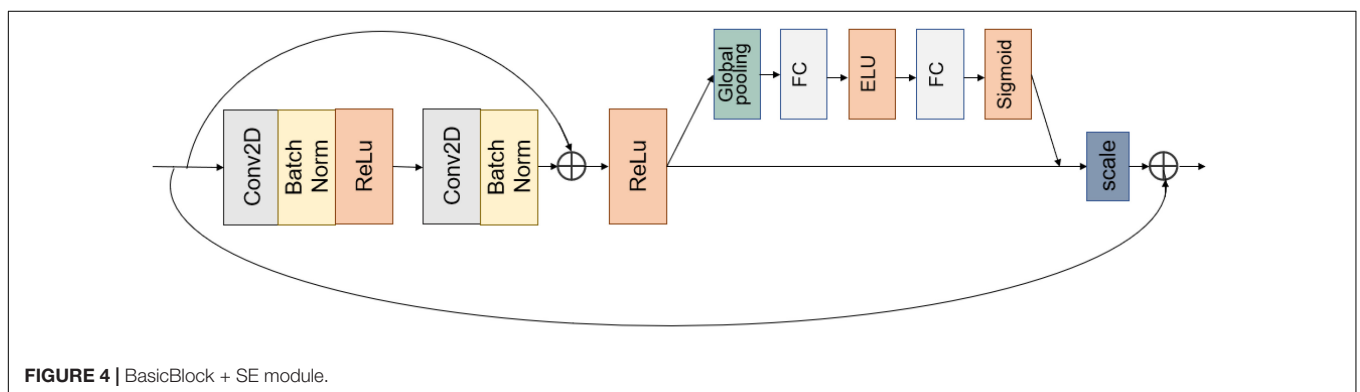 Conv2D
Batch
Norm
ReLu
Conv2D
Batch
Norm
ReLu
Global
pooling
FC
ELU
FC
Sigmoid
scale
FIGURE 4 | BasicBlock + SE module.